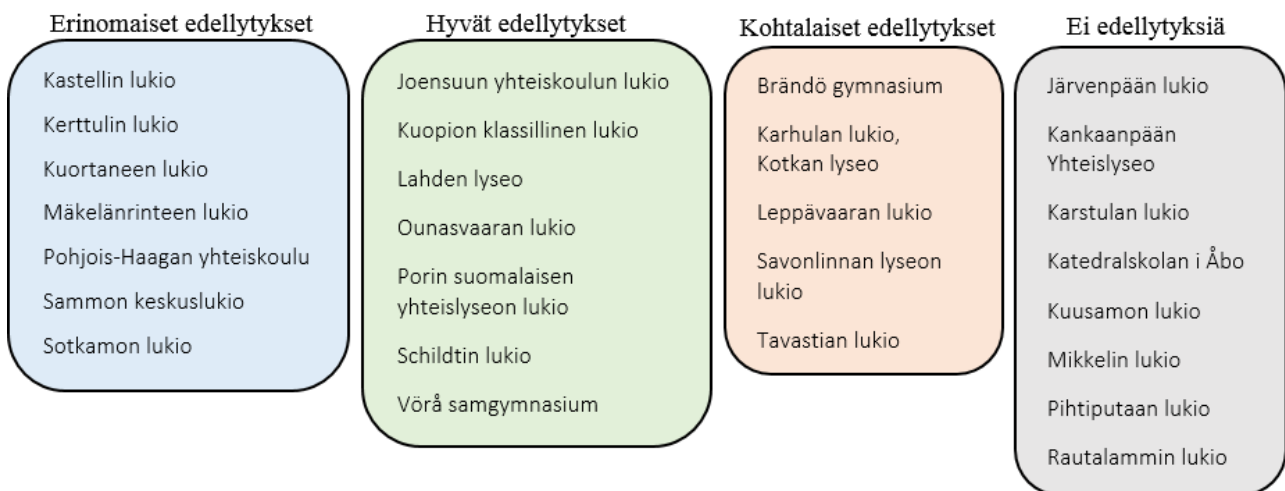 Erinomaiset edellytykset
Kastellin lukio
Kerttulin lukio
Kuortaneen lukio
Mäkelänrinteen lukio
Pohjois-Haagan yhteiskoulu
Sammon keskuslukio
Sotkamon lukio
Hyvät edellytykset
Joensuun yhteiskoulun lukio
Kuopion klassillinen lukio
Lahden lyseo
Ounasvaaran lukio
Porin suomalaisen
yhteislyseon lukio
Schildtin lukio
Vörå samgymnasium
Kohtalaiset edellytykset
Brändö gymnasium
Karhulan lukio,
Kotkan lyseo
Leppävaaran lukio
Savonlinnan lyseon
lukio
Tavastian lukio
Ei edellytyksiä
Järvenpään lukio
Kankaanpään
Yhteislyseo
Karstulan lukio
Katedralskolan i Åbo
Kuusamon lukio
Mikkelin lukio
Pihtiputaan lukio
Rautalammin lukio